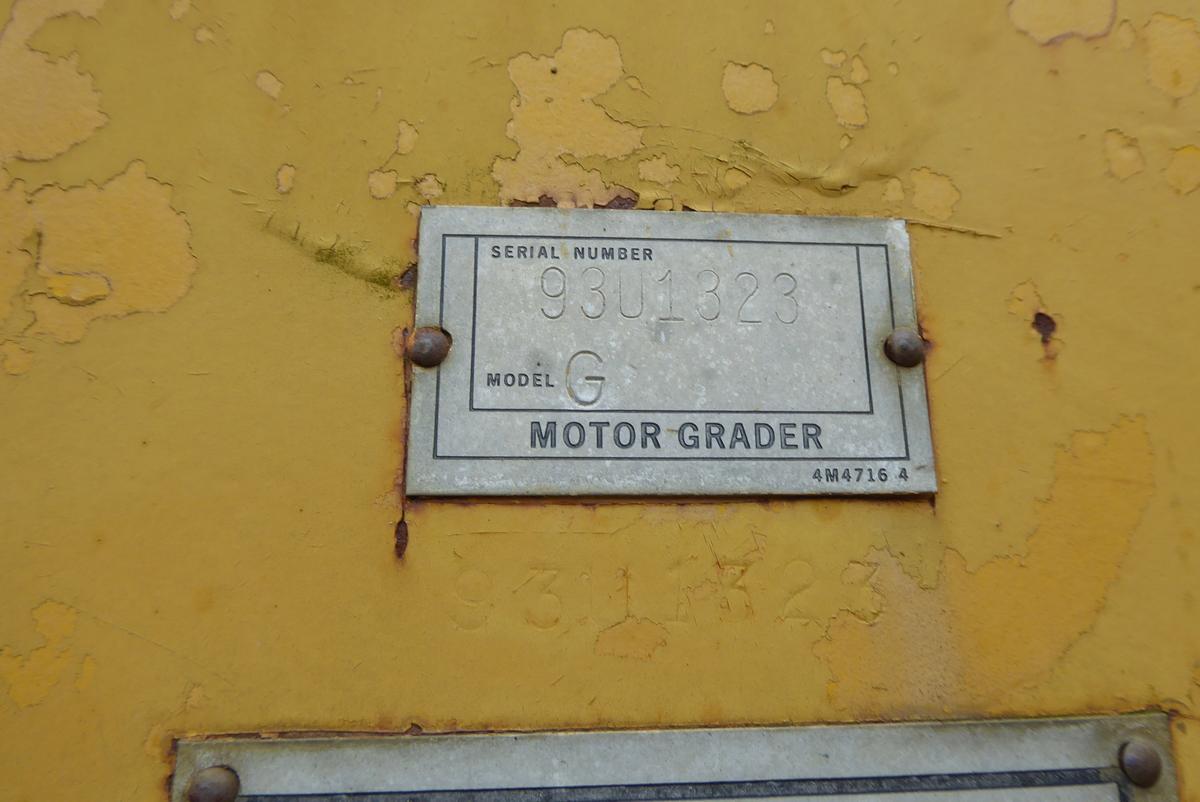 SERIAL NUMBER
93U1323
MODEL G
MOTOR GRADER
4M4716 4
93U1323